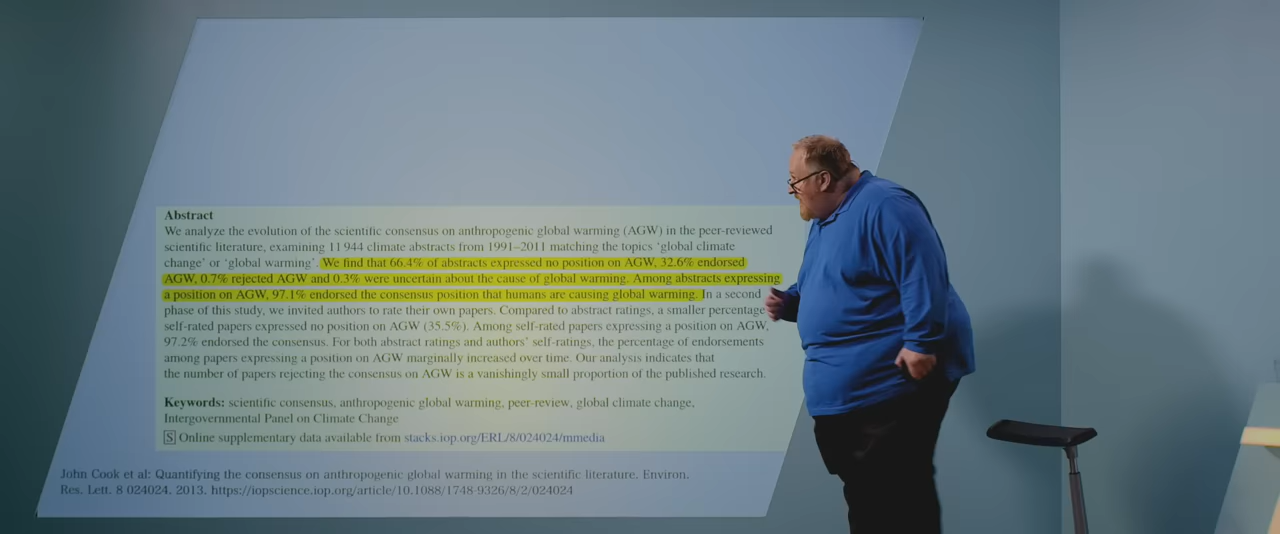 Abstract
We analyze the evolution of the scientific consensus on anthropogenic global warming (AGW) in the peer-reviewed
scientific literature, examining 11 944 climate abstracts from 1991–2011 matching the topics 'global climate
change' or 'global warming'. We find that 66.4% of abstracts expressed no position on AGW, 32.6% endorsed
AGW, 0.7% rejected AGW and 0.3% were uncertain about the cause of global warming. Among abstracts expressing
a position on AGW, 97.1% endorsed the consensus position that humans are causing global warming. In a second
phase of this study, we invited authors to rate their own papers. Compared to abstract ratings, a smaller percentage
self-rated papers expressed no position on AGW (35.5%). Among self-rated papers expressing a position on AGW,
97.2% endorsed the consensus. For both abstract ratings and authors' self-ratings, the percentage of endorsements
among papers expressing a position on AGW marginally increased over time. Our analysis indicates that
the number of papers rejecting the consensus on AGW is a vanishingly small proportion of the published research.
Keywords: scientific consensus, anthropogenic global warming, peer-review, global climate change,
Intergovernmental Panel on Climate Change
S Online supplementary data available from stacks.iop.org/ERL/8/024024/mmedia
John Cook et al: Quantifying the consensus on anthropogenic global warming in the scientific literature, Environ.
Res. Lett. 8 024024, 2013. https://iopscience.iop.org/article/10.1088/1748-9326/8/2/024024